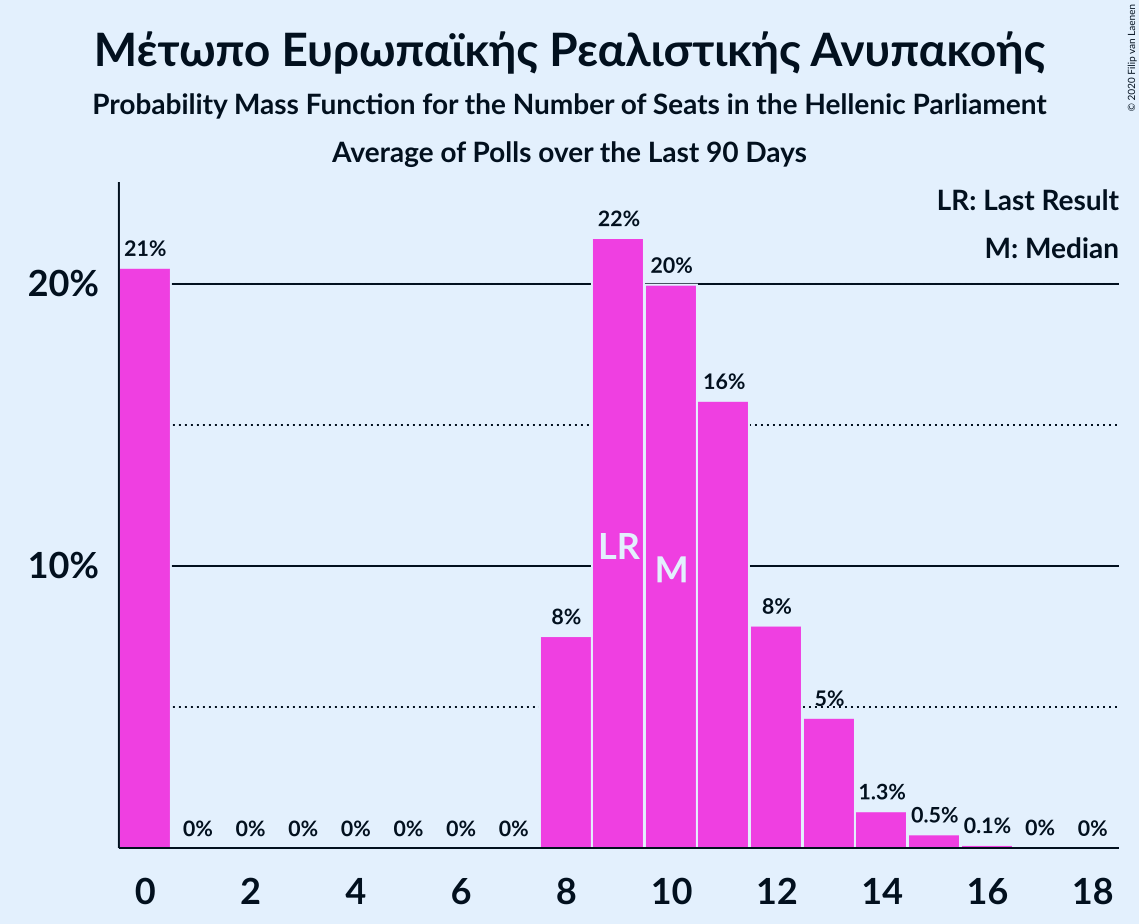 © 2020 Filip van Laenen
Μέτωπο Ευρωπαϊκής Ρεαλιστικής Ανυπακοής
Probability Mass Function for the Number of Seats in the Hellenic Parliament
Average of Polls over the Last 90 Days
LR: Last Result
M: Median
20%
10%
21%
0%
0%
0%
0%
0%
0%
0%
8%
22%
20%
16%
8%
5%
1.3%
0.5%
0.1%
0%
0%
LR
M
0 2 4 6 8 10 12 14 16 18